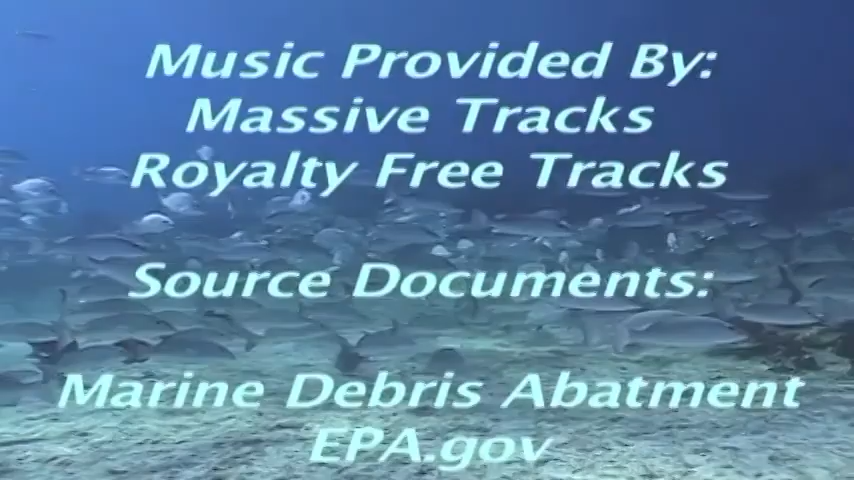 Music Provided By:
Massive Tracks
Royalty Free Tracks
Source Documents:
Marine Debris Abatment
EPA.gov